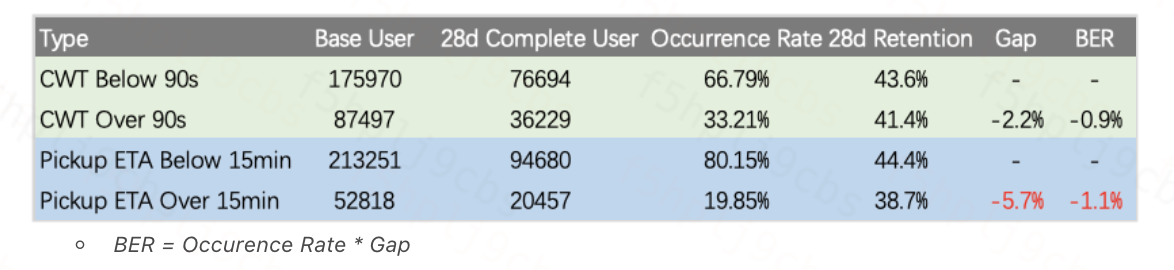 Type Base User 28d Complete User Occurrence Rate 28d Retention Gap BER
CWT Below 90s 175970 76694 66.79% 43.6% - -
CWT Over 90s 87497 36229 33.21% 41.4% -2.2% -0.9%
Pickup ETA Below 15min 213251 94680 80.15% 44.4% - -
Pickup ETA Over 15min 52818 20457 19.85% 38.7% -5.7% -1.1%
○ BER = Occurence Rate * Gap